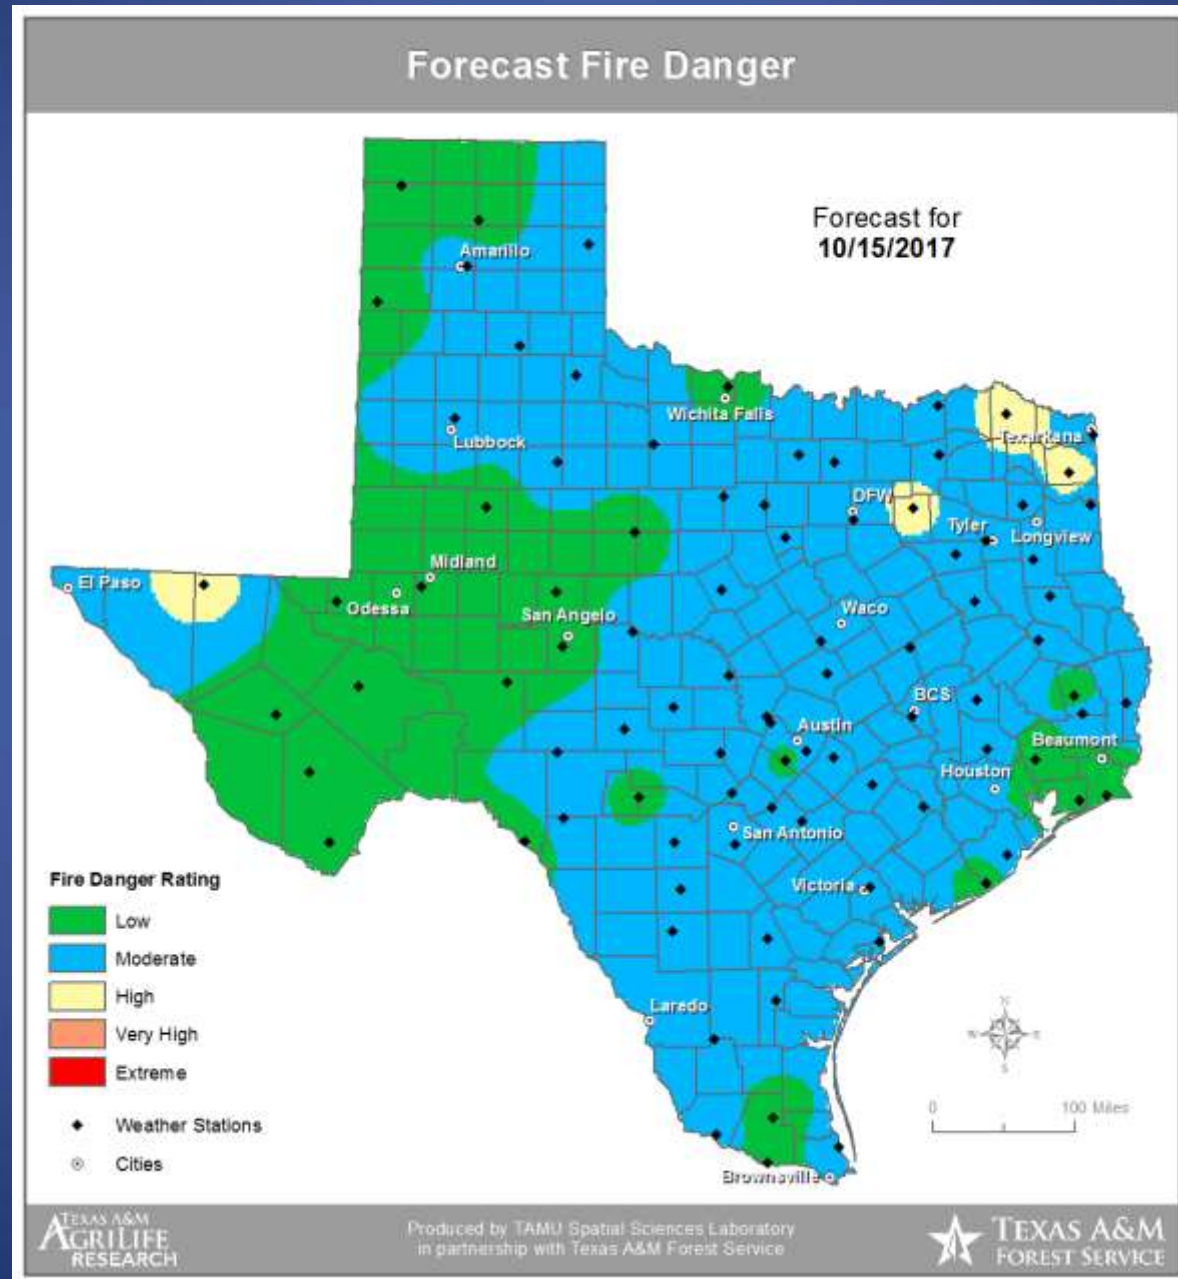 Forecast Fire Danger
Forecast for
10/15/2017
Amarillo
Wichita Falls
Lubbock
Texarkana
DFW
Tyler
Longview
El Paso
Midland
Odessa
San Angelo
Waco
BCS
Austin
Beaumont
Houston
San Antonio
Victoria
Laredo
Brownsville
Fire Danger Rating
Low
Moderate
High
Very High
Extreme
Weather Stations
Cities
N
W E
S
0 100 Miles
TEXAS A&M
AGRILIFE
RESEARCH
Produced by TAMU Spatial Sciences Laboratory
in partnership with Texas A&M Forest Service
TEXAS A&M
FOREST SERVICE